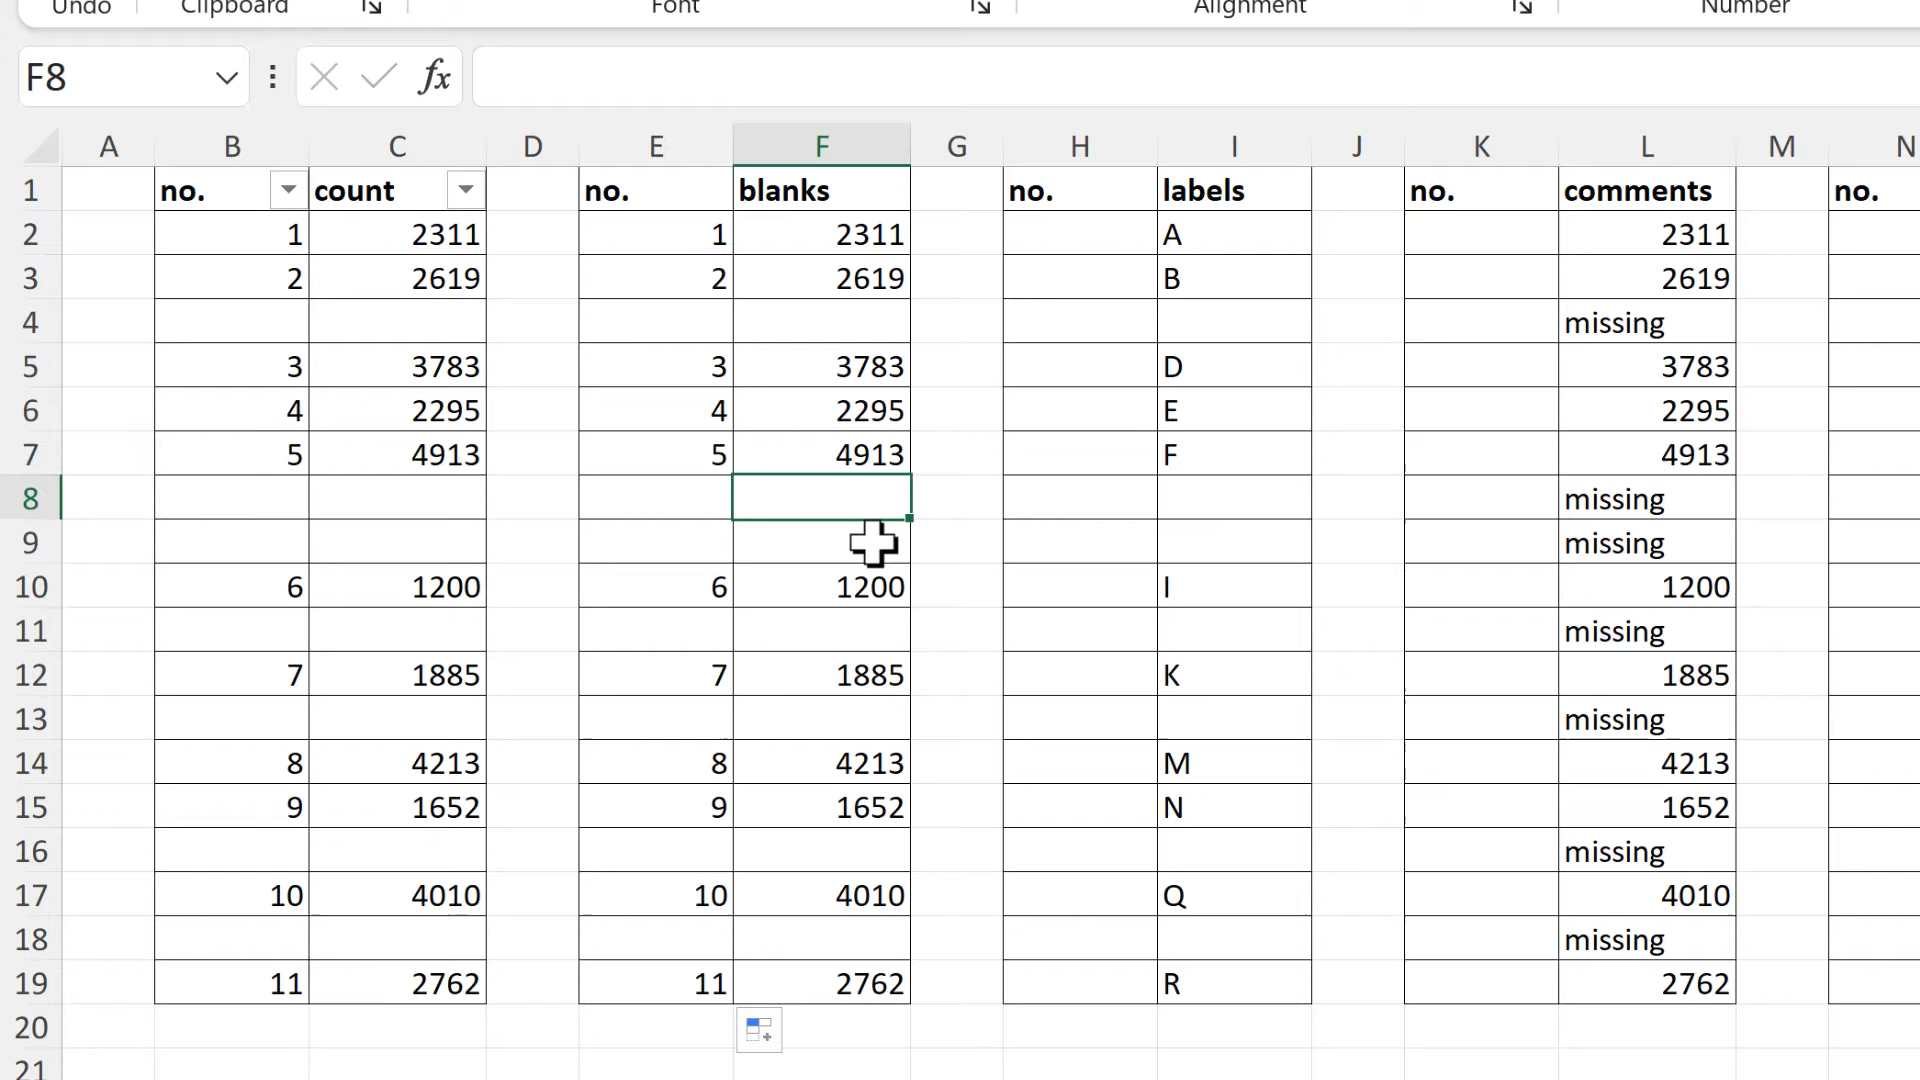 Undo Clipboard Font Alignment Number
F8 fx
A B C D E F G H I J K L M N
1 no. count no. blanks no. labels no. comments no.
2 1 2311 1 2311 A 2311
3 2 2619 2 2619 B 2619
4 missing
5 3 3783 3 3783 D 3783
6 4 2295 4 2295 E 2295
7 5 4913 5 4913 F 4913
8 missing
9 missing
10 6 1200 6 1200 I 1200
11 missing
12 7 1885 7 1885 K 1885
13 missing
14 8 4213 8 4213 M 4213
15 9 1652 9 1652 N 1652
16 missing
17 10 4010 10 4010 Q 4010
18 missing
19 11 2762 11 2762 R 2762
20
21